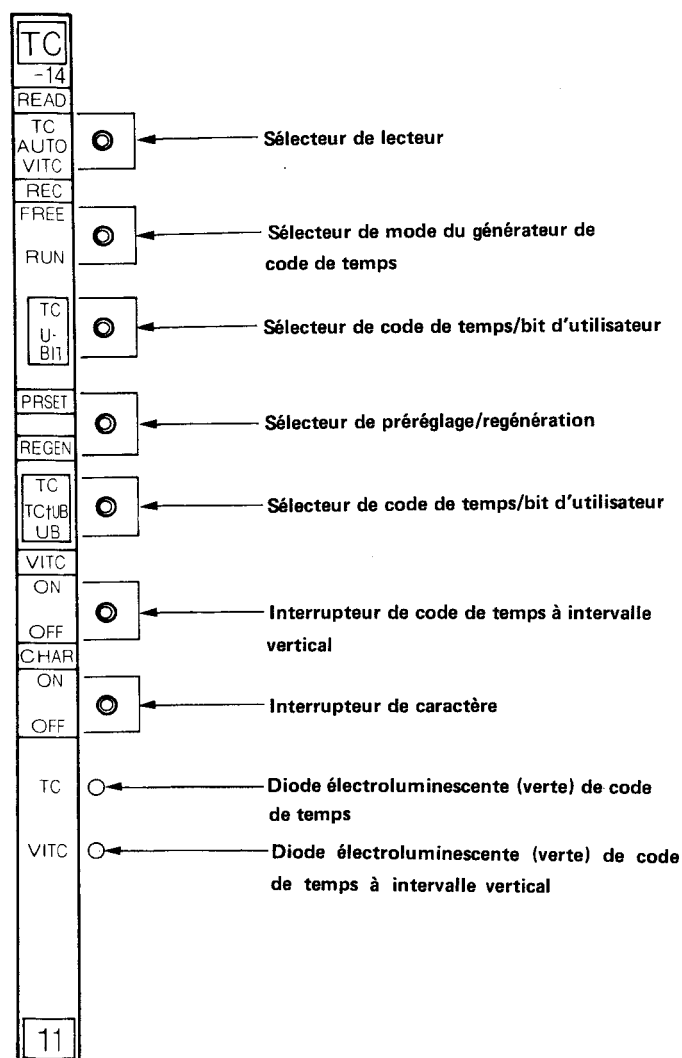 TC
-14
READ
TC
AUTO
VITC
Sélecteur de lecteur
REC
FREE
RUN
Sélecteur de mode du générateur de
code de temps
TC
U-
BIT
Sélecteur de code de temps/bit d'utilisateur
PRSET
REGEN
Sélecteur de préréglage/regénération
TC
TC†UB
UB
Sélecteur de code de temps/bit d'utilisateur
VITC
ON
OFF
Interrupteur de code de temps à intervalle
vertical
CHAR
ON
OFF
Interrupteur de caractère
TC
Diode électroluminescente (verte) de code
de temps
VITC
Diode électroluminescente (verte) de code
de temps à intervalle vertical
11